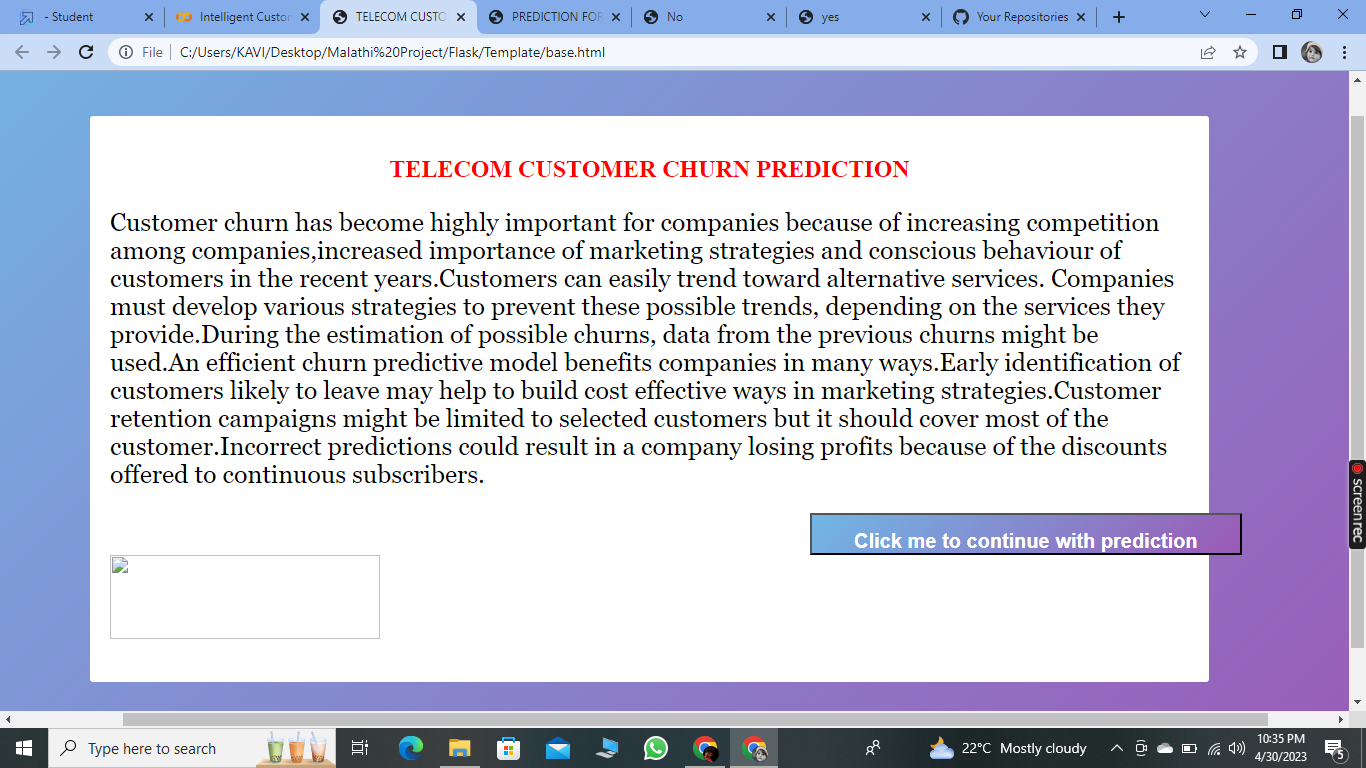 - Student
Intelligent Custor
TELECOM CUSTO
PREDICTION FOR
No
yes
Your Repositories
File
C:/Users/KAVI/Desktop/Malathi%20Project/Flask/Template/base.html
TELECOM CUSTOMER CHURN PREDICTION
Customer churn has become highly important for companies because of increasing competition
among companies,increased importance of marketing strategies and conscious behaviour of
customers in the recent years.Customers can easily trend toward alternative services. Companies
must develop various strategies to prevent these possible trends, depending on the services they
provide.During the estimation of possible churns, data from the previous churns might be
used.An efficient churn predictive model benefits companies in many ways.Early identification of
customers likely to leave may help to build cost effective ways in marketing strategies.Customer
retention campaigns might be limited to selected customers but it should cover most of the
customer.Incorrect predictions could result in a company losing profits because of the discounts
offered to continuous subscribers.
Click me to continue with prediction
screenrec
Type here to search
22°C Mostly cloudy
10:35 PM
4/30/2023
5